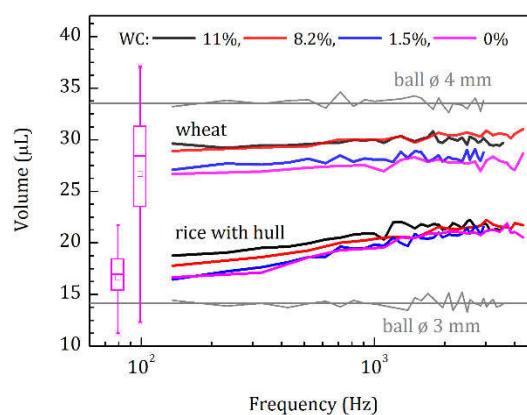 WC: 11%, 8.2%, 1.5%, 0%
40
35
30
25
20
15
10
Volume (μL)
ball ø 4 mm
wheat
rice with hull
ball ø 3 mm
10²
10³
Frequency (Hz)